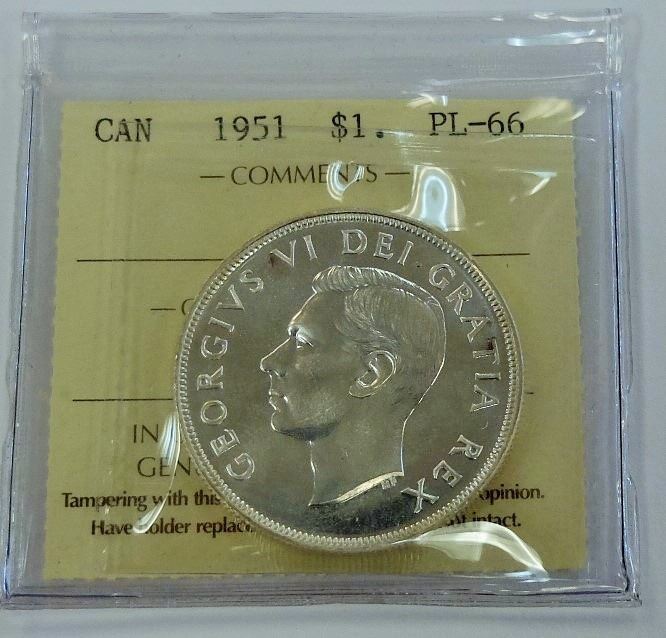 CAN 1951 $1. PL-66
— COMMENTS —
GEORGIVS VI DEI GRATIA REX
IN
GEN
Tampering with this opinion.
Have holder intact.